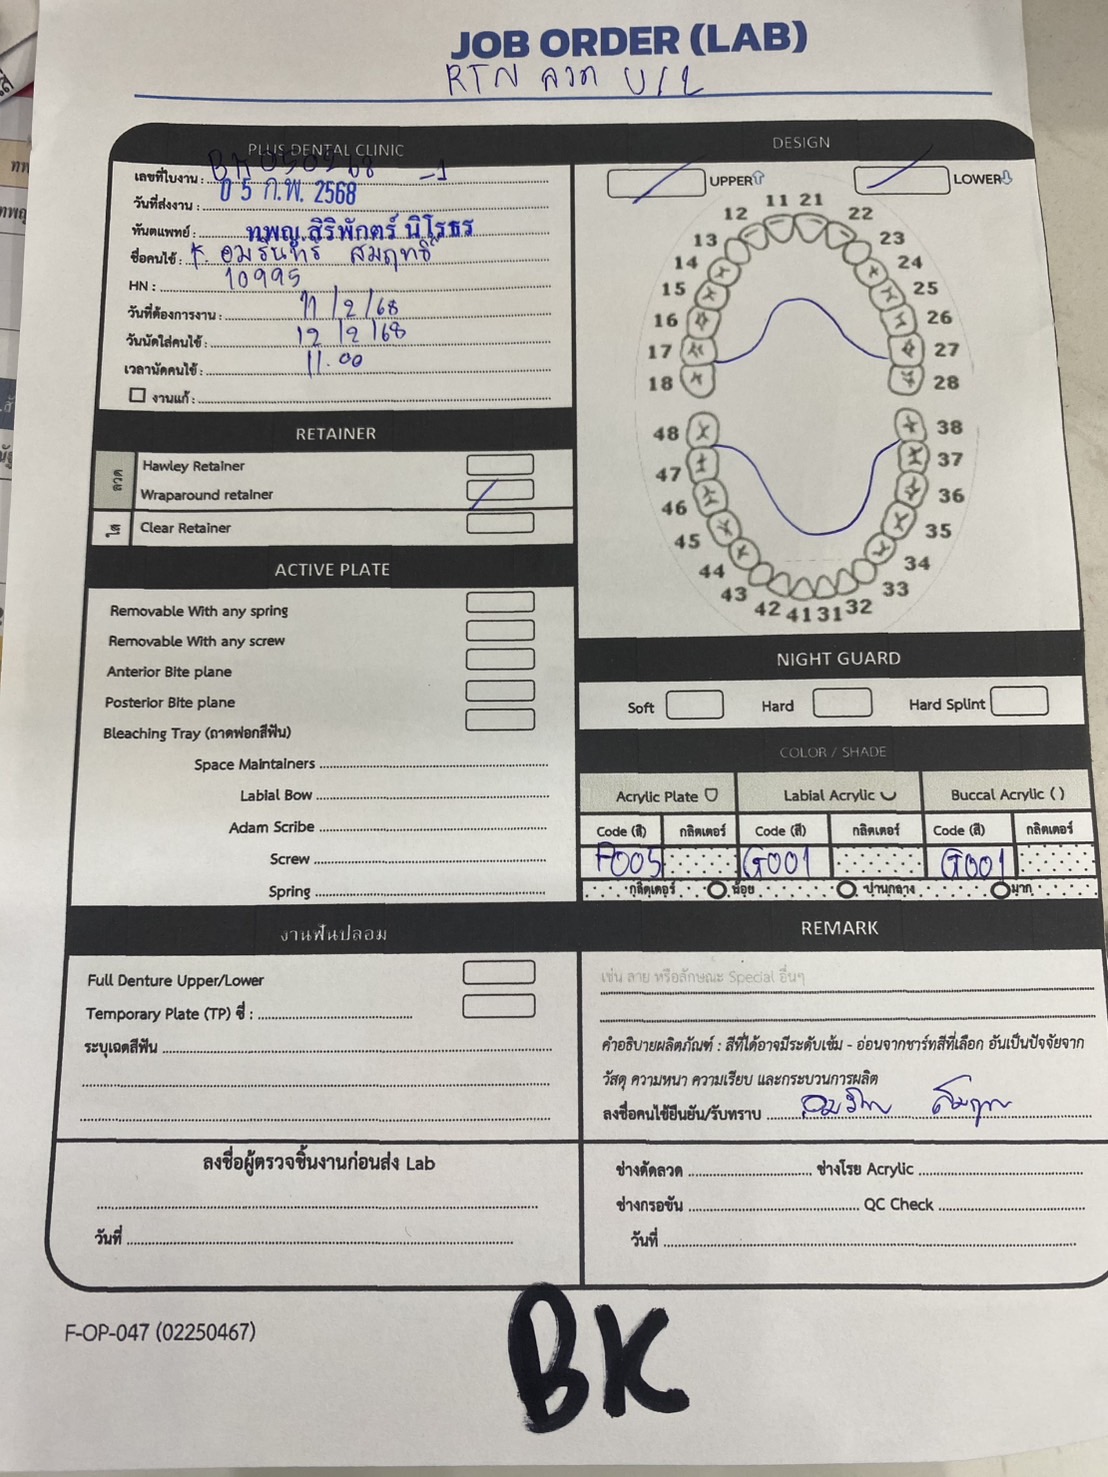 JOB ORDER (LAB)
RTN ลวด U/L
PLUS DENTAL CLINIC
เลขที่ใบงาน : BK050268 -1
วันที่ส่งงาน : 05 ก.พ. 2568
ทันตแพทย์ : ทพญ.สิริพักตร์ นิโรธร
ชื่อคนไข้ : K. อมรินทร์ สมฤทธิ์
HN : 10995
วันที่ต้องการงาน : 11/2/68
วันนัดใส่คนไข้ : 12/2/68
เวลานัดคนไข้ : 11.00
งานแก้ :
DESIGN
UPPER
LOWER
11 21
12 22
13 23
14 24
15 25
16 26
17 27
18 28
48 38
47 37
46 36
45 35
44 34
43 33
42 41 31 32
RETAINER
ลวด
Hawley Retainer
Wraparound retainer
ใส
Clear Retainer
ACTIVE PLATE
Removable With any spring
Removable With any screw
Anterior Bite plane
Posterior Bite plane
Bleaching Tray (ถาดฟอกสีฟัน)
Space Maintainers
Labial Bow
Adam Scribe
Screw
Spring
NIGHT GUARD
Soft Hard Hard Splint
COLOR / SHADE
Acrylic Plate Labial Acrylic Buccal Acrylic ( )
Code (สี) กลิตเตอร์ Code (สี) กลิตเตอร์ Code (สี) กลิตเตอร์
P005 G001 G001
กลิตเตอร์ น้อย ปานกลาง มาก
งานฟันปลอม
Full Denture Upper/Lower
Temporary Plate (TP) ซี่ :
ระบุเฉดสีฟัน
REMARK
เช่น ลาย หรือลักษณะ Special อื่นๆ
คำอธิบายผลิตภัณฑ์ : สีที่ได้อาจมีระดับเข้ม - อ่อนจากชาร์ทสีที่เลือก อันเป็นปัจจัยจาก
วัสดุ ความหนา ความเรียบ และกระบวนการผลิต
ลงชื่อคนไข้ยืนยัน/รับทราบ
ลงชื่อผู้ตรวจชิ้นงานก่อนส่ง Lab
วันที่
ช่างดัดลวด ช่างโรย Acrylic
ช่างกรอขัน QC Check
วันที่
F-OP-047 (02250467)
BK